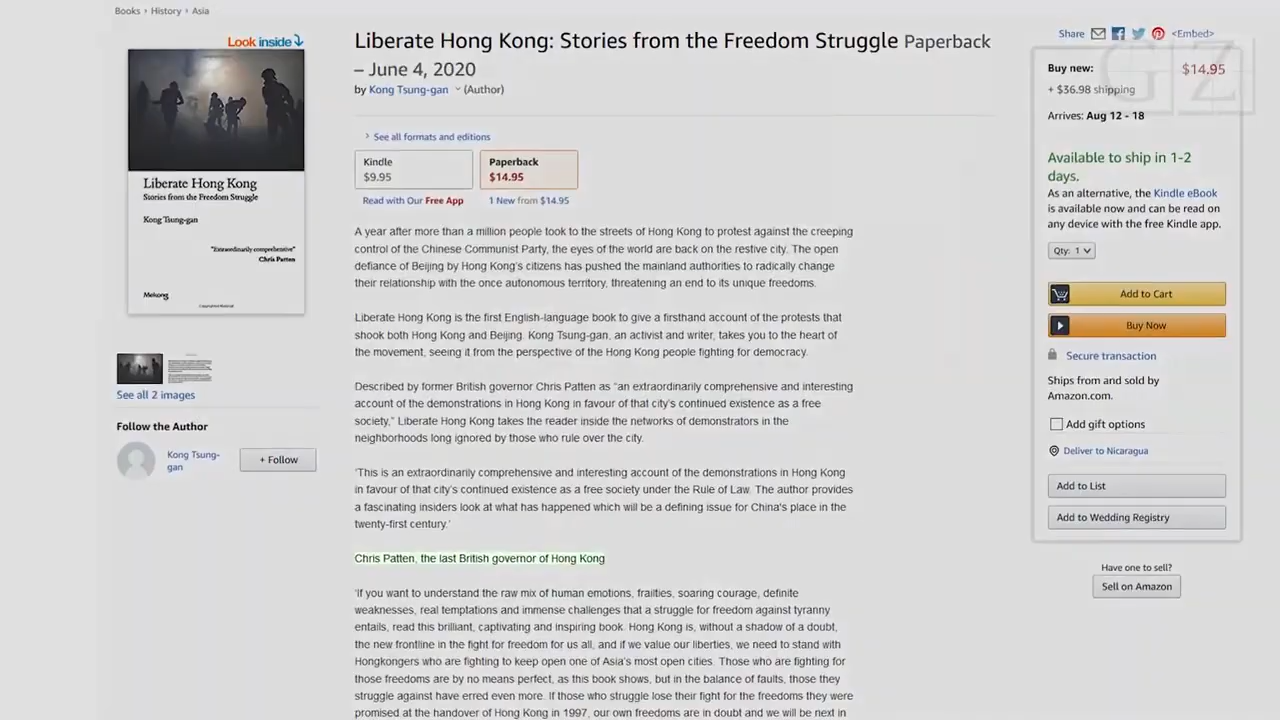 Books › History › Asia
Look inside
Liberate Hong Kong
Stories from the Freedom Struggle
Kong Tsung-gan
"Extraordinarily comprehensive"
Chris Patten
Mekong
Copyrighted Material
See all 2 images
Follow the Author
Kong Tsung-
gan
+ Follow
Liberate Hong Kong: Stories from the Freedom Struggle Paperback
– June 4, 2020
by Kong Tsung-gan (Author)
› See all formats and editions
Kindle
$9.95
Paperback
$14.95
Read with Our Free App
1 New from $14.95
A year after more than a million people took to the streets of Hong Kong to protest against the creeping
control of the Chinese Communist Party, the eyes of the world are back on the restive city. The open
defiance of Beijing by Hong Kong's citizens has pushed the mainland authorities to radically change
their relationship with the once autonomous territory, threatening an end to its unique freedoms.
Liberate Hong Kong is the first English-language book to give a firsthand account of the protests that
shook both Hong Kong and Beijing. Kong Tsung-gan, an activist and writer, takes you to the heart of
the movement, seeing it from the perspective of the Hong Kong people fighting for democracy.
Described by former British governor Chris Patten as "an extraordinarily comprehensive and interesting
account of the demonstrations in Hong Kong in favour of that city's continued existence as a free
society," Liberate Hong Kong takes the reader inside the networks of demonstrators in the
neighborhoods long ignored by those who rule over the city.
'This is an extraordinarily comprehensive and interesting account of the demonstrations in Hong Kong
in favour of that city's continued existence as a free society under the Rule of Law. The author provides
a fascinating insiders look at what has happened which will be a defining issue for China's place in the
twenty-first century.'
Chris Patten, the last British governor of Hong Kong
'If you want to understand the raw mix of human emotions, frailties, soaring courage, definite
weaknesses, real temptations and immense challenges that a struggle for freedom against tyranny
entails, read this brilliant, captivating and inspiring book. Hong Kong is, without a shadow of a doubt,
the new frontline in the fight for freedom for us all, and if we value our liberties, we need to stand with
Hongkongers who are fighting to keep open one of Asia's most open cities. Those who are fighting for
those freedoms are by no means perfect, as this book shows, but in the balance of faults, those they
struggle against have erred even more. If those who struggle lose their fight for the freedoms they were
promised at the handover of Hong Kong in 1997, our own freedoms are in doubt and we will be next in
Share
<Embed>
GZ
Buy new:
$14.95
+ $36.98 shipping
Arrives: Aug 12 - 18
Available to ship in 1-2
days.
As an alternative, the Kindle eBook
is available now and can be read on
any device with the free Kindle app.
Qty: 1
Add to Cart
Buy Now
Secure transaction
Ships from and sold by
Amazon.com.
Add gift options
Deliver to Nicaragua
Add to List
Add to Wedding Registry
Have one to sell?
Sell on Amazon